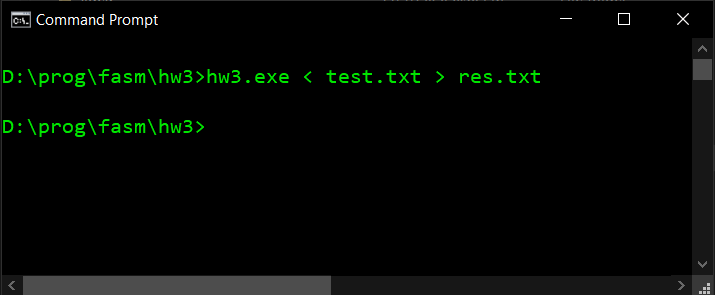 Command Prompt
D:\prog\fasm\hw3>hw3.exe < test.txt > res.txt
D:\prog\fasm\hw3>